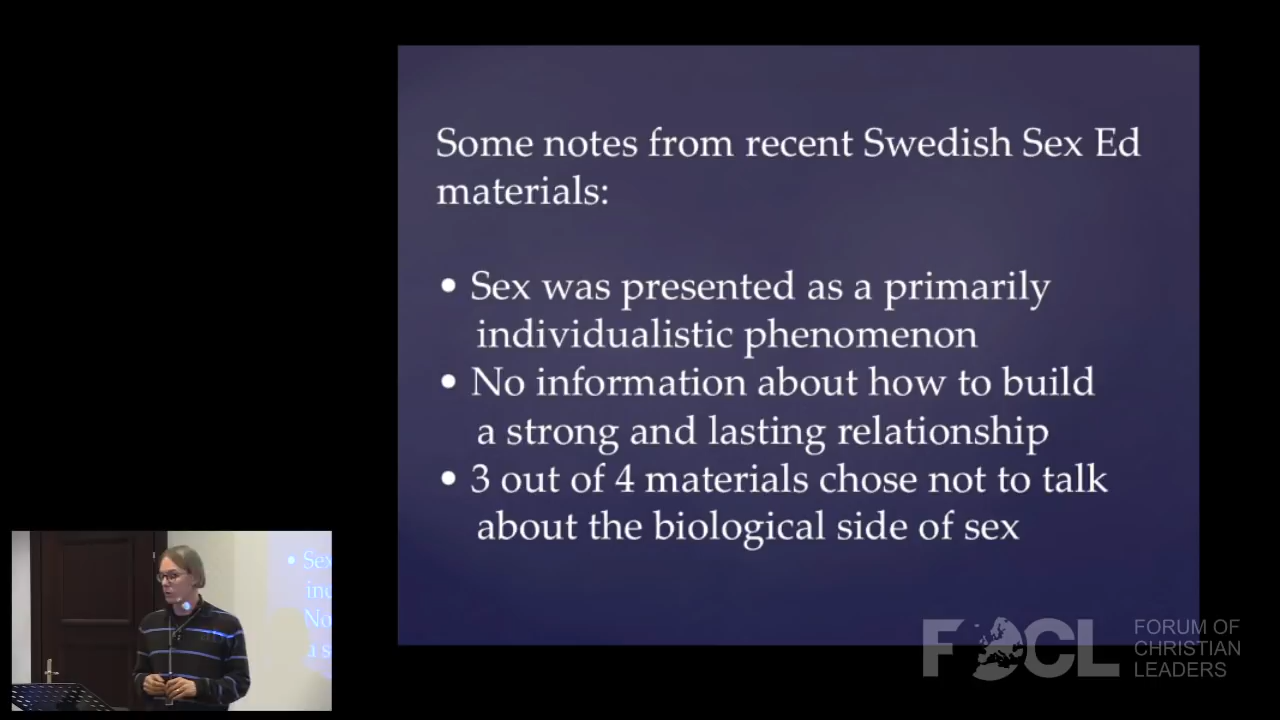 Some notes from recent Swedish Sex Ed
materials:
• Sex was presented as a primarily
individualistic phenomenon
• No information about how to build
a strong and lasting relationship
• 3 out of 4 materials chose not to talk
about the biological side of sex
• Sex
No
FOCL
FORUM OF
CHRISTIAN
LEADERS